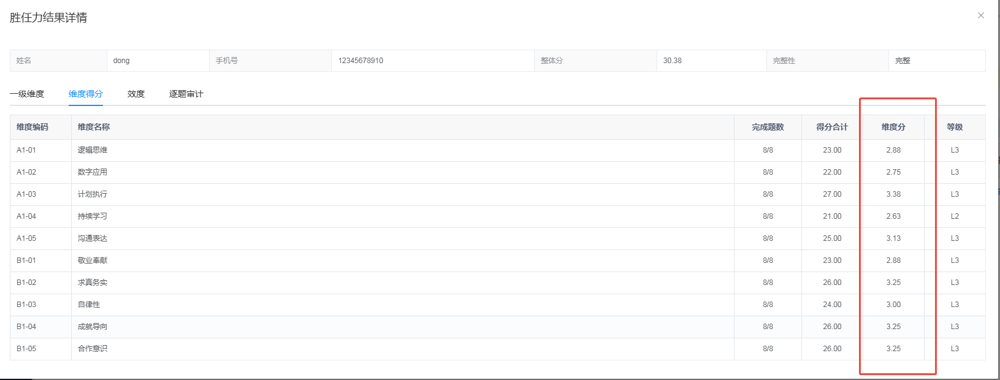 胜任力结果详情
姓名 dong 手机号 12345678910 整体分 30.38 完整性 完整
一级维度 维度得分 效度 逐题审计
维度编码 维度名称 完成题数 得分合计 维度分 等级
A1-01 逻辑思维 8/8 23.00 2.88 L3
A1-02 数字应用 8/8 22.00 2.75 L3
A1-03 计划执行 8/8 27.00 3.38 L3
A1-04 持续学习 8/8 21.00 2.63 L2
A1-05 沟通表达 8/8 25.00 3.13 L3
B1-01 敬业奉献 8/8 23.00 2.88 L3
B1-02 求真务实 8/8 26.00 3.25 L3
B1-03 自律性 8/8 24.00 3.00 L3
B1-04 成就导向 8/8 26.00 3.25 L3
B1-05 合作意识 8/8 26.00 3.25 L3